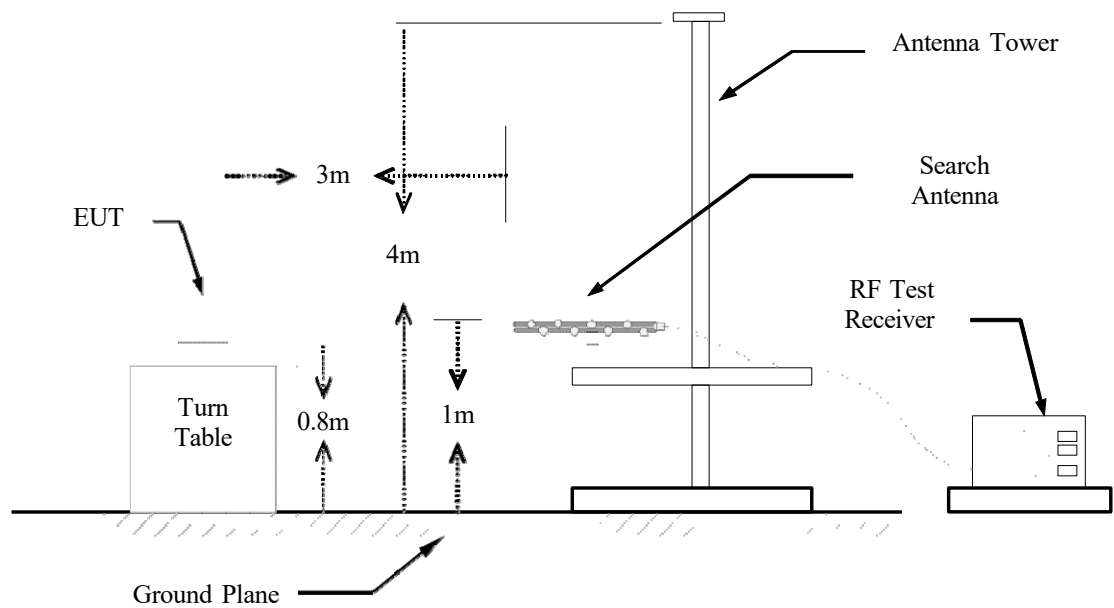 Antenna Tower
3m
Search
Antenna
EUT
4m
RF Test
Receiver
Turn
Table
0.8m
1m
Ground Plane